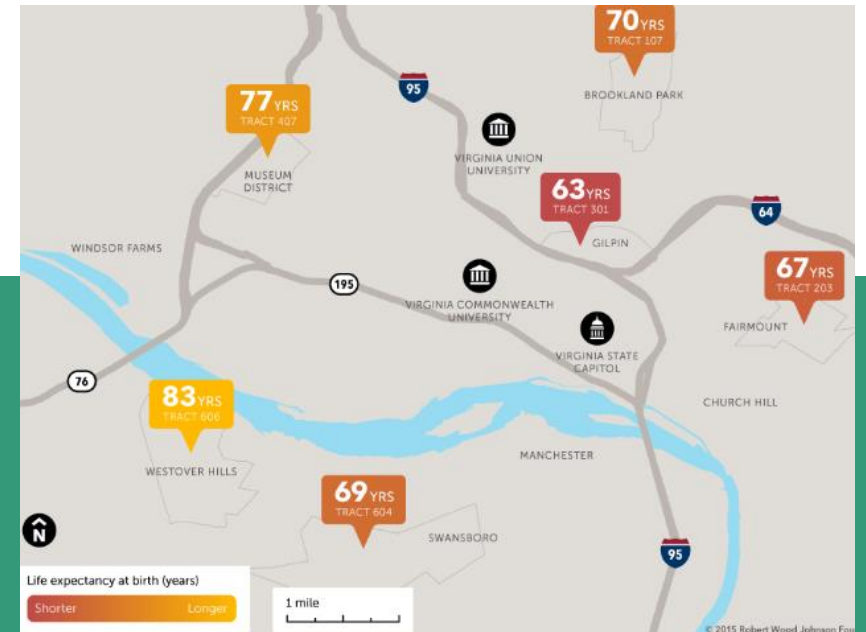 70 YRS
TRACT 107
BROOKLAND PARK
95
77 YRS
TRACT 407
MUSEUM
DISTRICT
VIRGINIA UNION
UNIVERSITY
63 YRS
TRACT 301
GILPIN
64
WINDSOR FARMS
195
VIRGINIA COMMONWEALTH
UNIVERSITY
67 YRS
TRACT 203
FAIRMOUNT
VIRGINIA STATE
CAPITOL
76
83 YRS
TRACT 606
WESTOVER HILLS
CHURCH HILL
MANCHESTER
69 YRS
TRACT 604
SWANSBORO
N
95
Life expectancy at birth (years)
Shorter Longer
1 mile
© 2015 Robert Wood Johnson